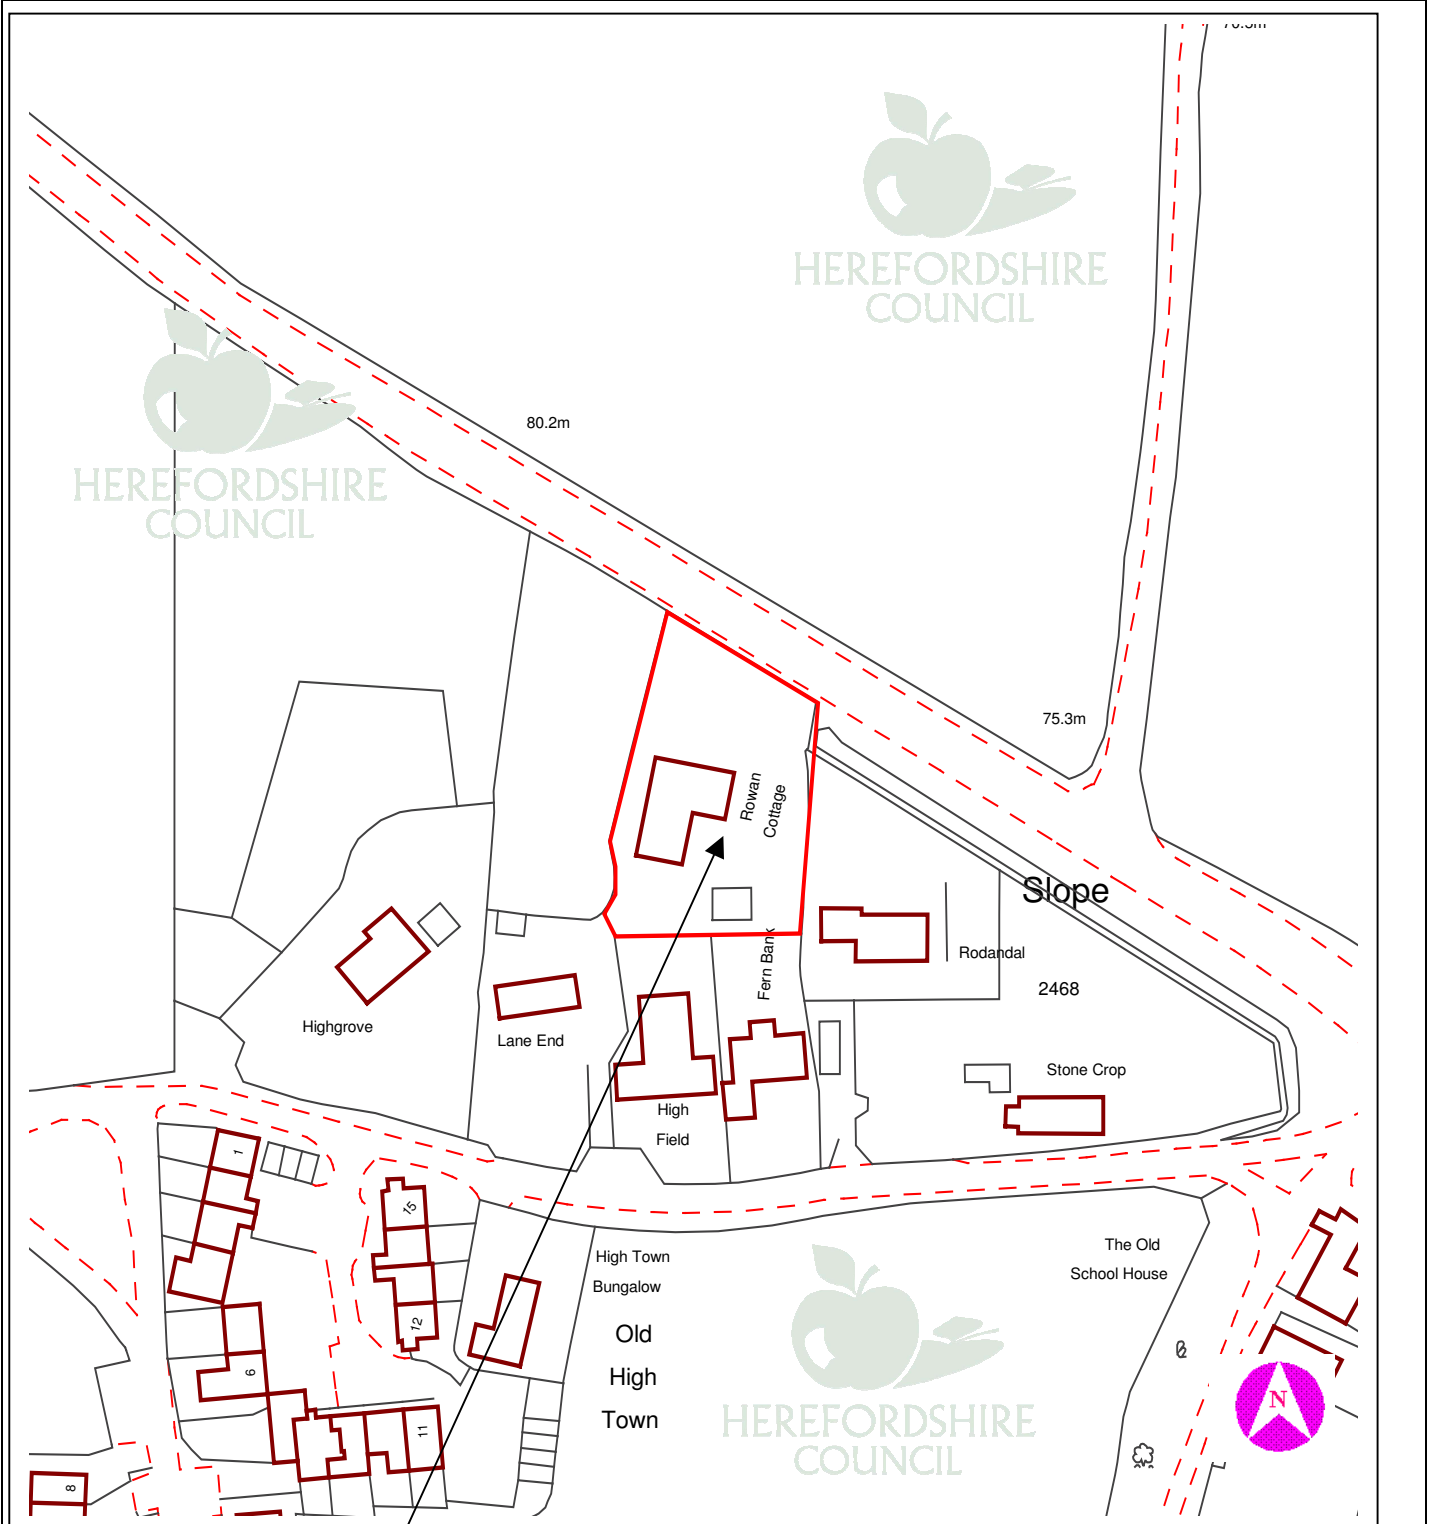 70.5m
HEREFORDSHIRE
COUNCIL
80.2m
HEREFORDSHIRE
COUNCIL
75.3m
Rowan
Cottage
Slope
Fern Bank
Rodandal
2468
Highgrove
Lane End
Stone Crop
High
Field
1
15
High Town
Bungalow
The Old
School House
12
Old
High
Town
6
N
HEREFORDSHIRE
COUNCIL
11
8